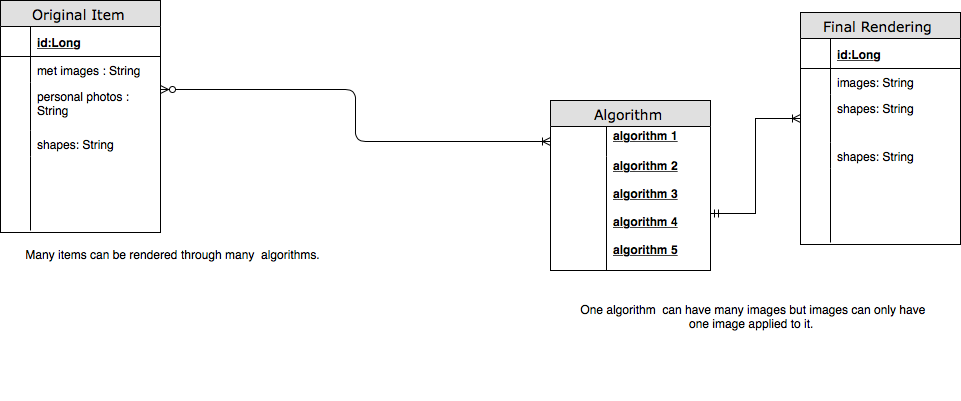 Original Item
id:Long
met images : String
personal photos :
String
shapes: String
Many items can be rendered through many  algorithms.
Algorithm
algorithm 1
algorithm 2
algorithm 3
algorithm 4
algorithm 5
One algorithm  can have many images but images can only have
one image applied to it.
Final Rendering
id:Long
images: String
shapes: String
shapes: String